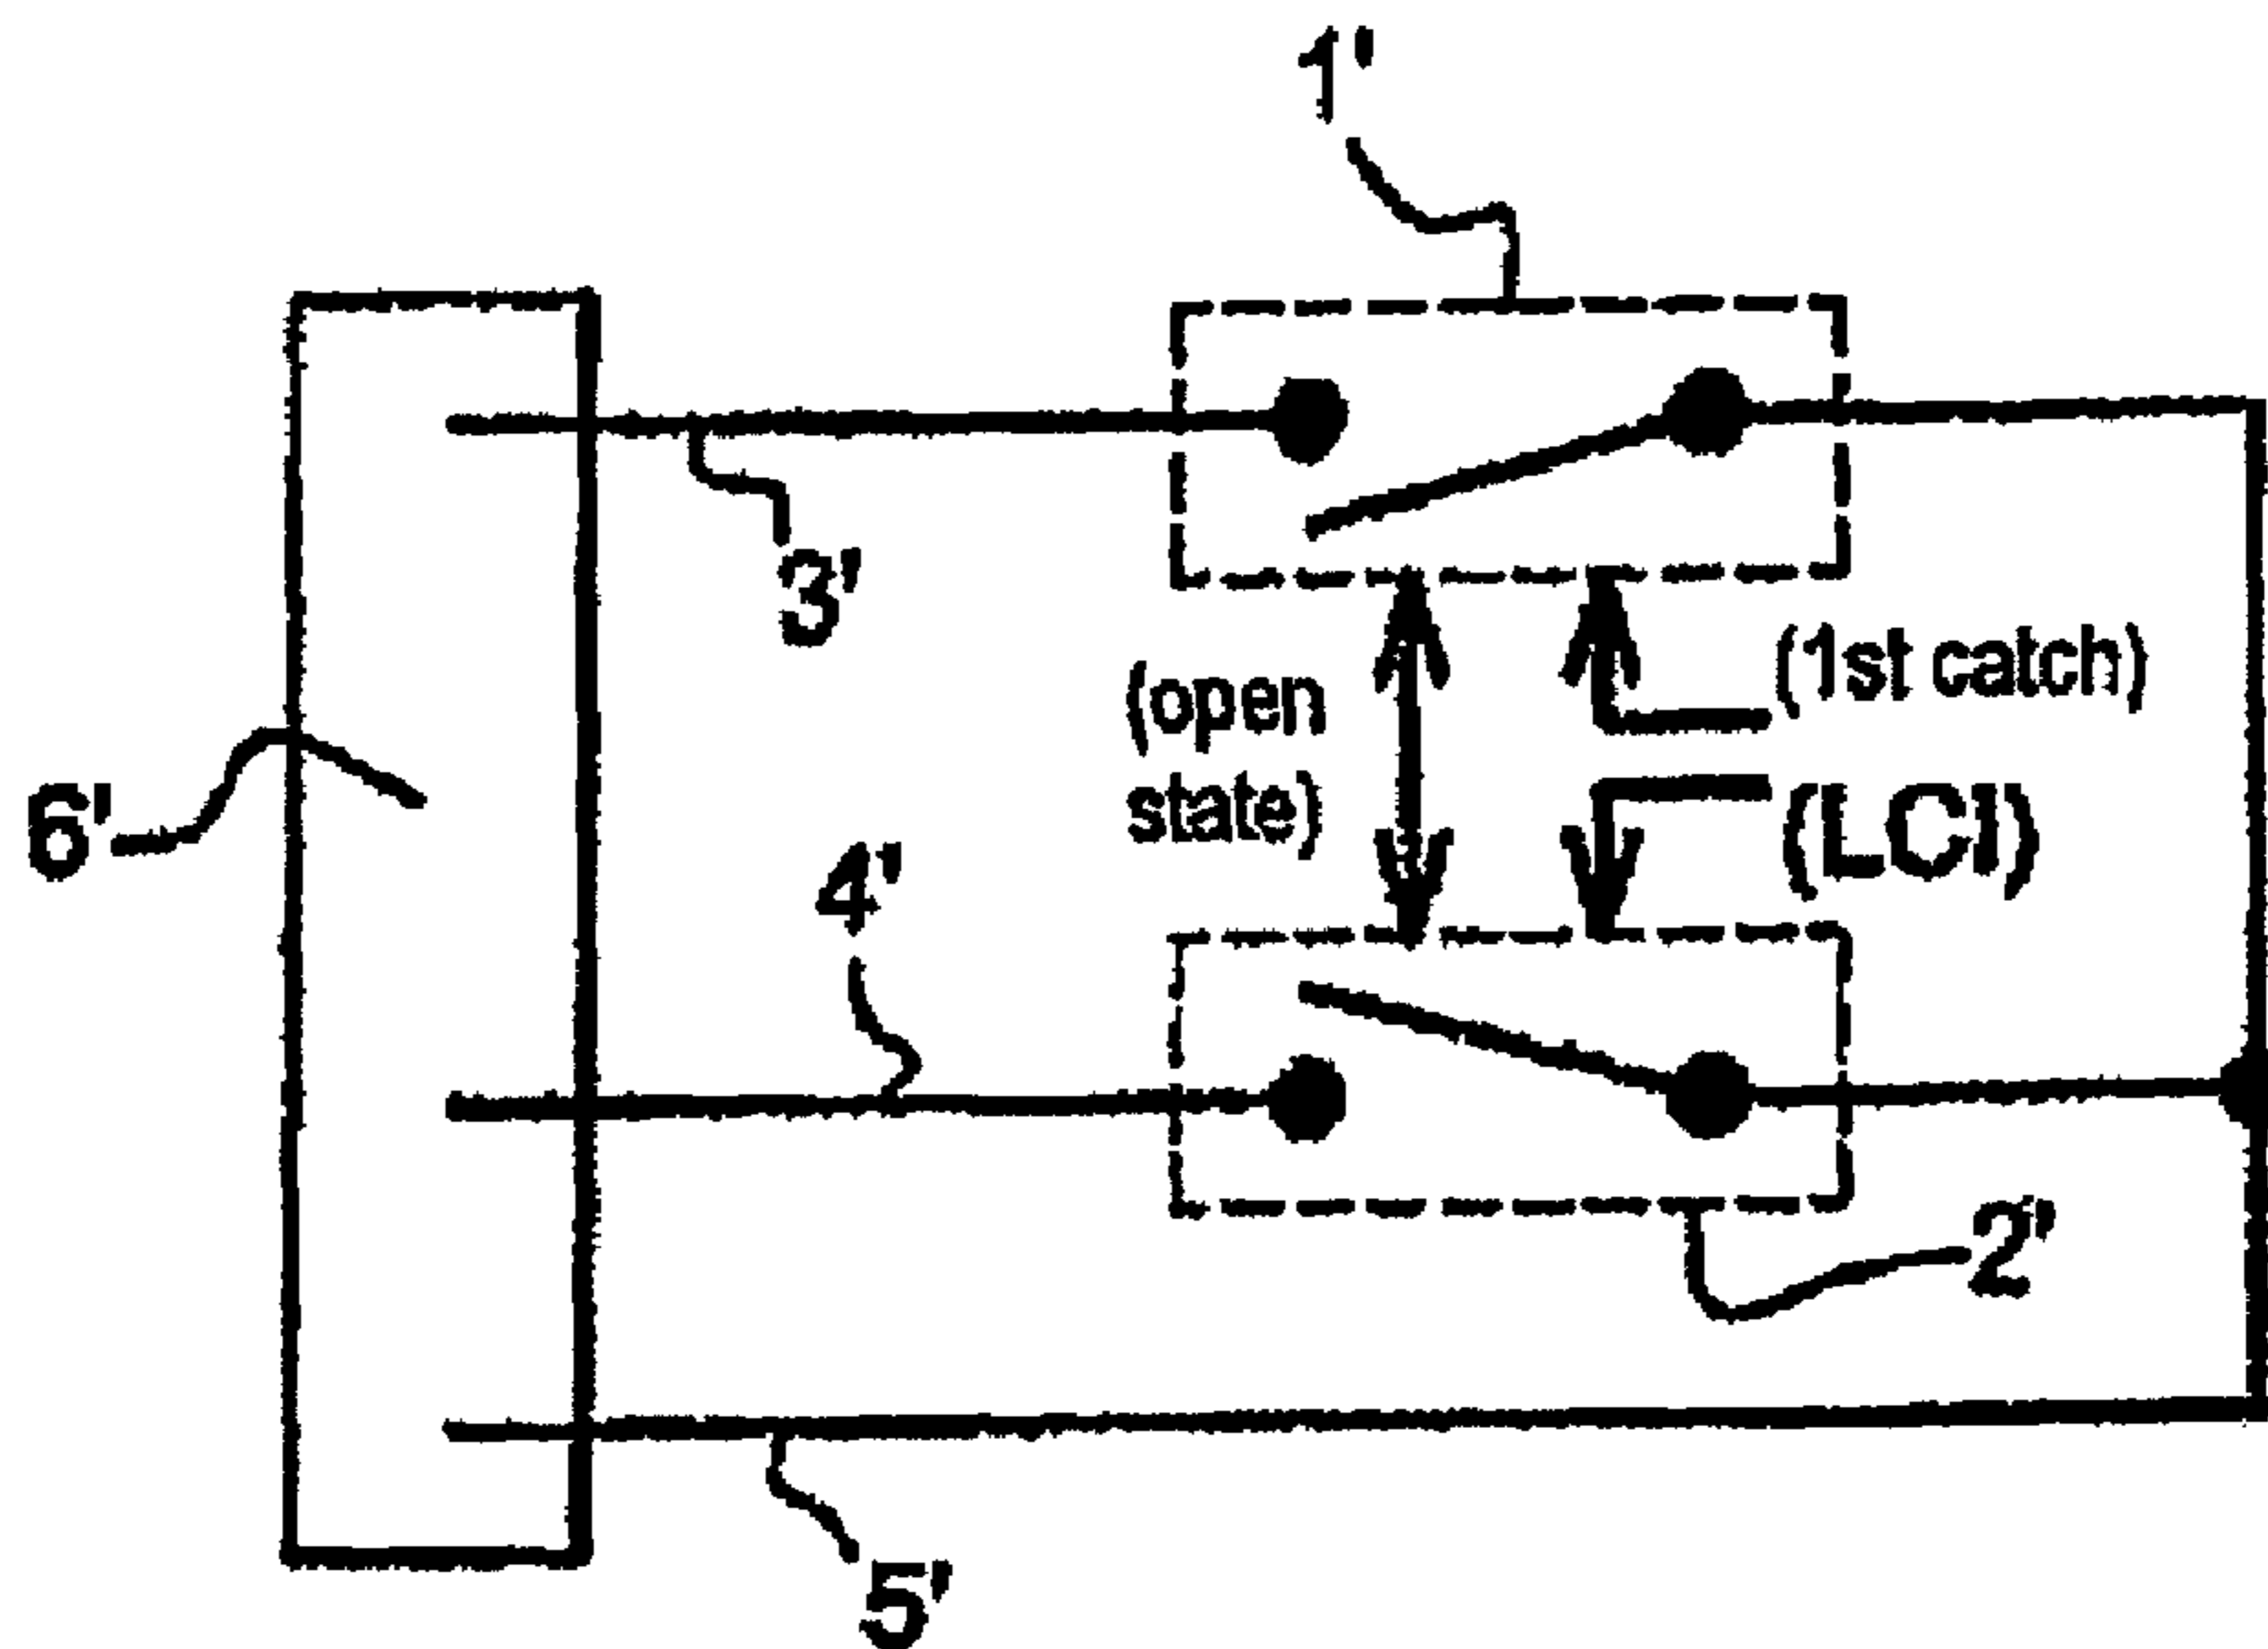 1'
3'
(open
state)
(1st catch)
(LCI)
6'
4'
2'
5'